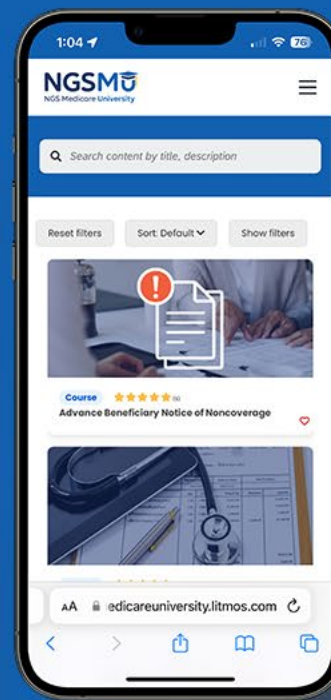 1:04
76
NGSMU
NGS Medicare University
Search content by title, description
Reset filters
Sort: Default
Show filters
Course
Advance Beneficiary Notice of Noncoverage
AA
edicareuniversity.litmos.com